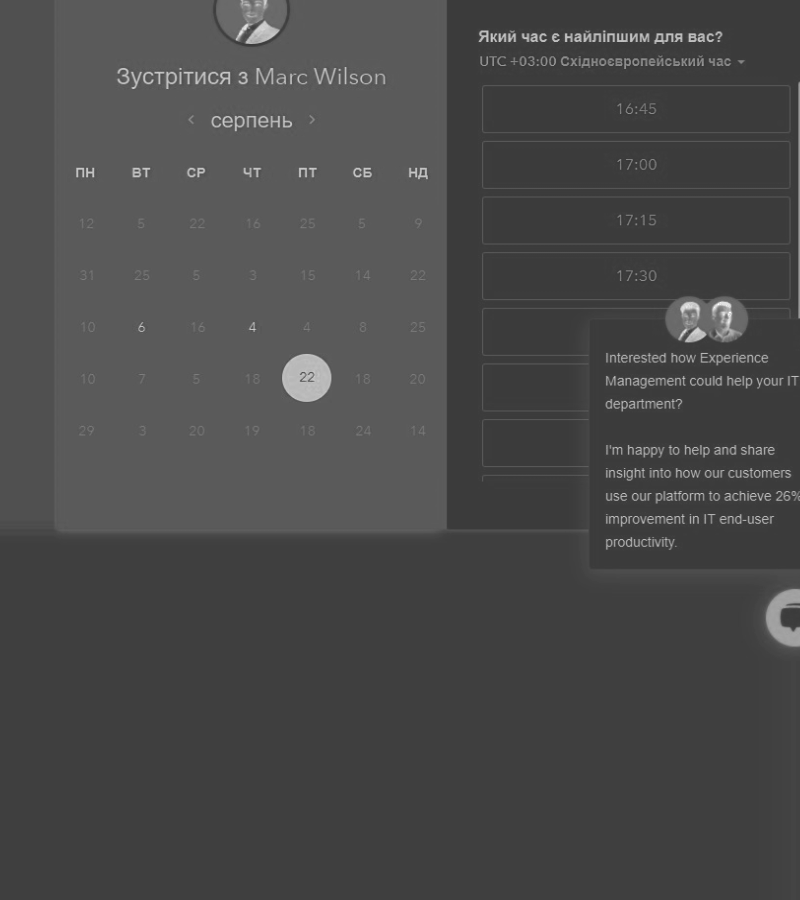 Зустрітися з Marc Wilson
серпень
ПН ВТ СР ЧТ ПТ СБ НД
12 5 22 16 25 5 9
31 25 5 3 15 14 22
10 6 16 4 4 8 25
10 7 5 18 22 18 20
29 3 20 19 18 24 14
Який час є найліпшим для вас?
UTC +03:00 Східноєвропейський час
16:45
17:00
17:15
17:30
Interested how Experience
Management could help your IT
department?
I'm happy to help and share
insight into how our customers
use our platform to achieve 26%
improvement in IT end-user
productivity.